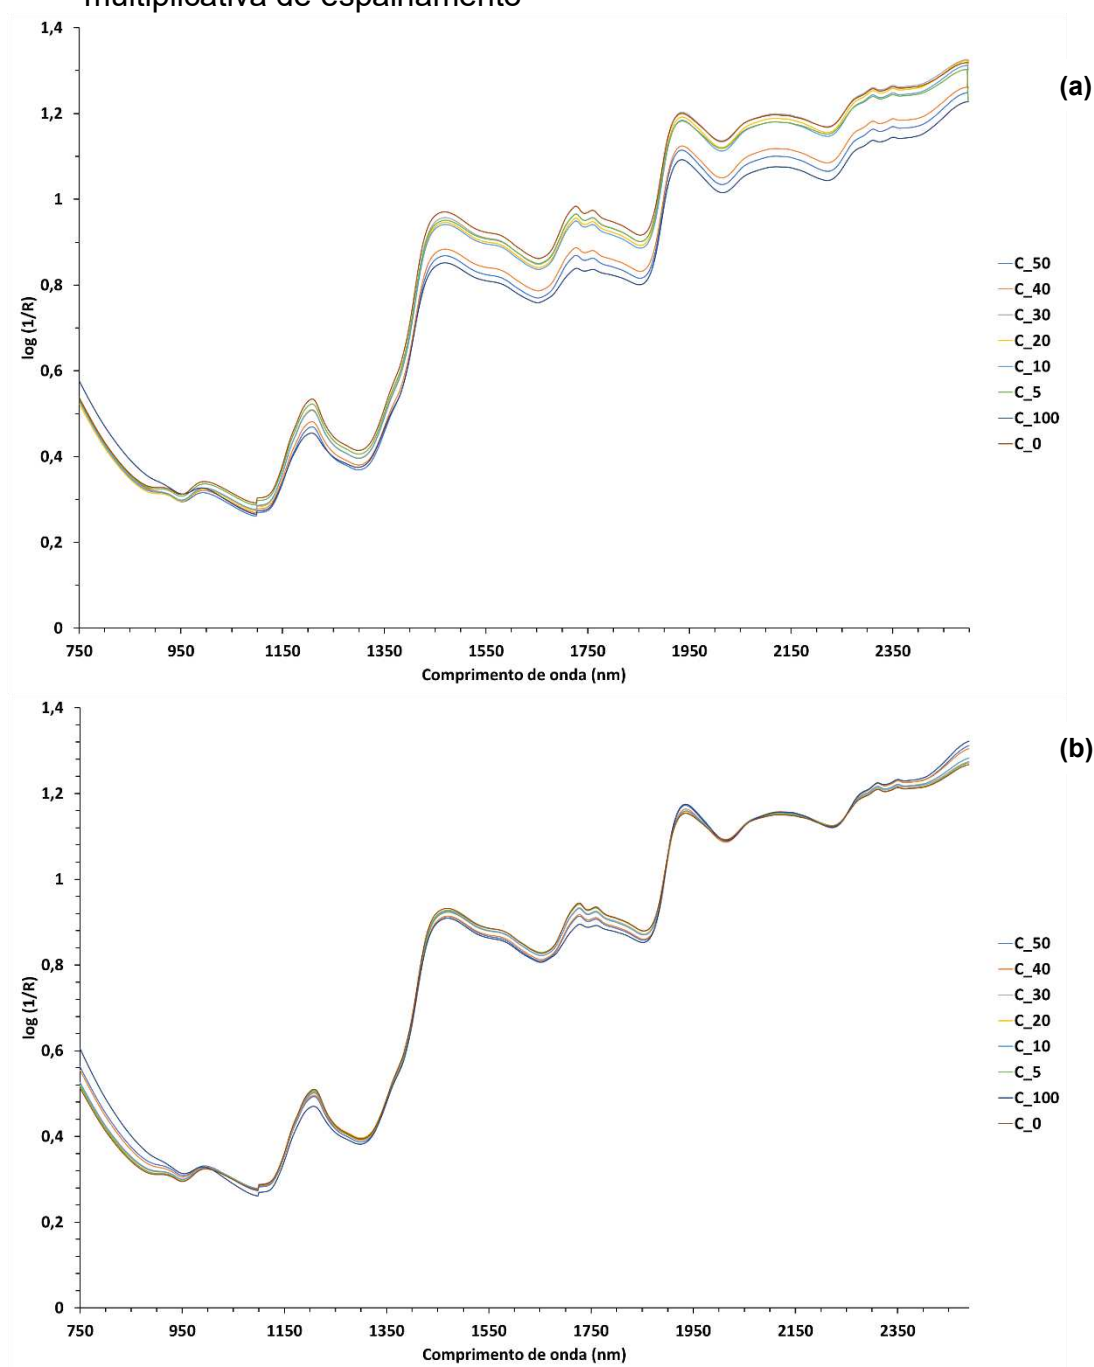 multiplicativa de espalhamento
1,4
(a)
1,2
1
0,8
0,6
0,4
0,2
0
log (1/R)
C_50
C_40
C_30
C_20
C_10
C_5
C_100
C_0
750 950 1150 1350 1550 1750 1950 2150 2350
Comprimento de onda (nm)
1,4
(b)
1,2
1
0,8
0,6
0,4
0,2
0
log (1/R)
C_50
C_40
C_30
C_20
C_10
C_5
C_100
C_0
750 950 1150 1350 1550 1750 1950 2150 2350
Comprimento de onda (nm)